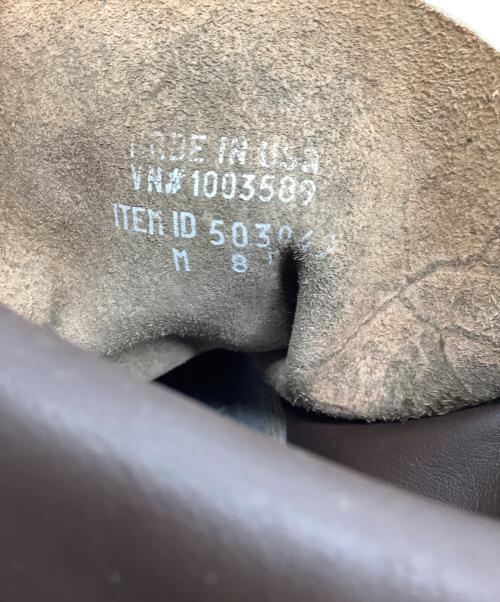 MADE IN USA
VN# 1003589
ITEM ID
M 8